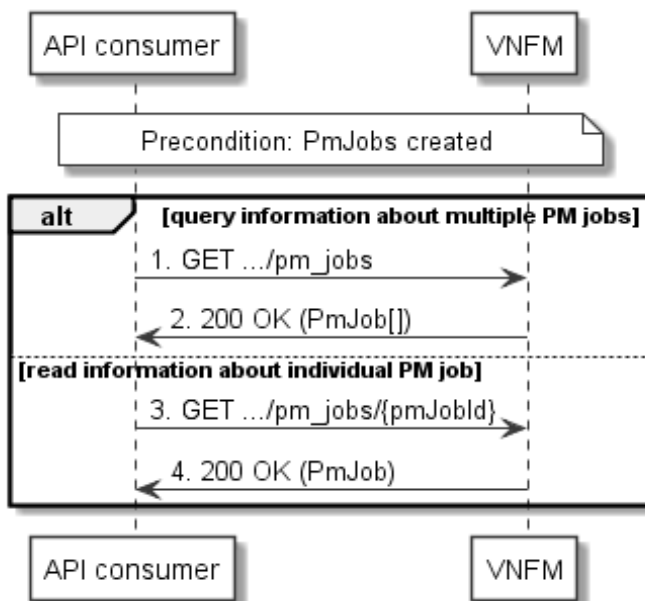 API consumer
VNFM
Precondition: PmJobs created
alt
[query information about multiple PM jobs]
1. GET .../pm_jobs
2. 200 OK (PmJob[])
[read information about individual PM job]
3. GET .../pm_jobs/{pmJobId}
4. 200 OK (PmJob)
API consumer
VNFM